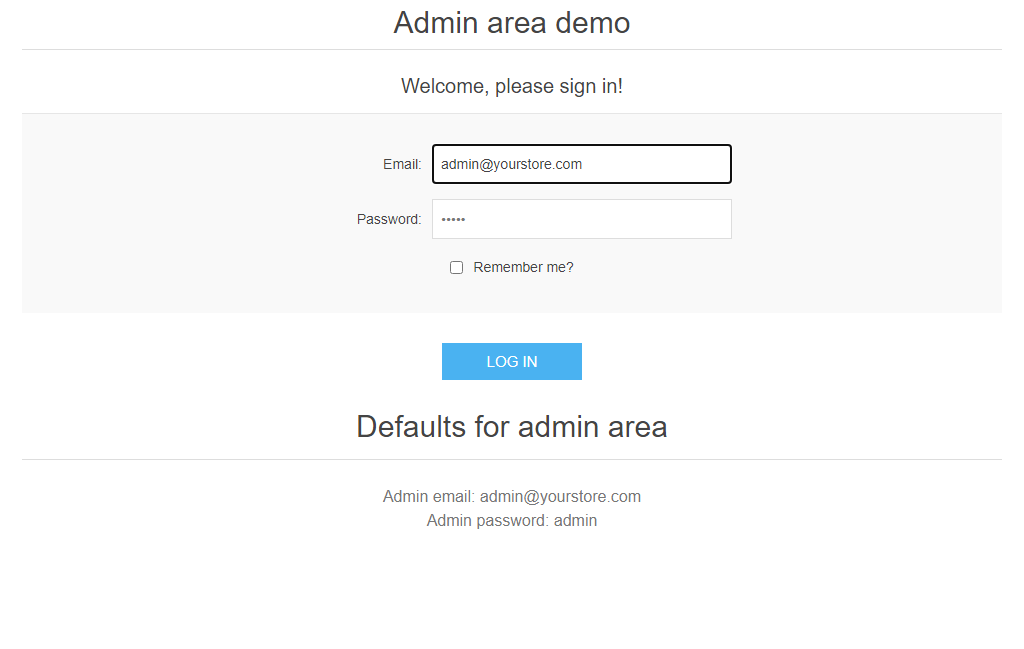 Admin area demo
Welcome, please sign in!
Email: admin@yourstore.com
Password: •••••
Remember me?
LOG IN
Defaults for admin area
Admin email: admin@yourstore.com
Admin password: admin